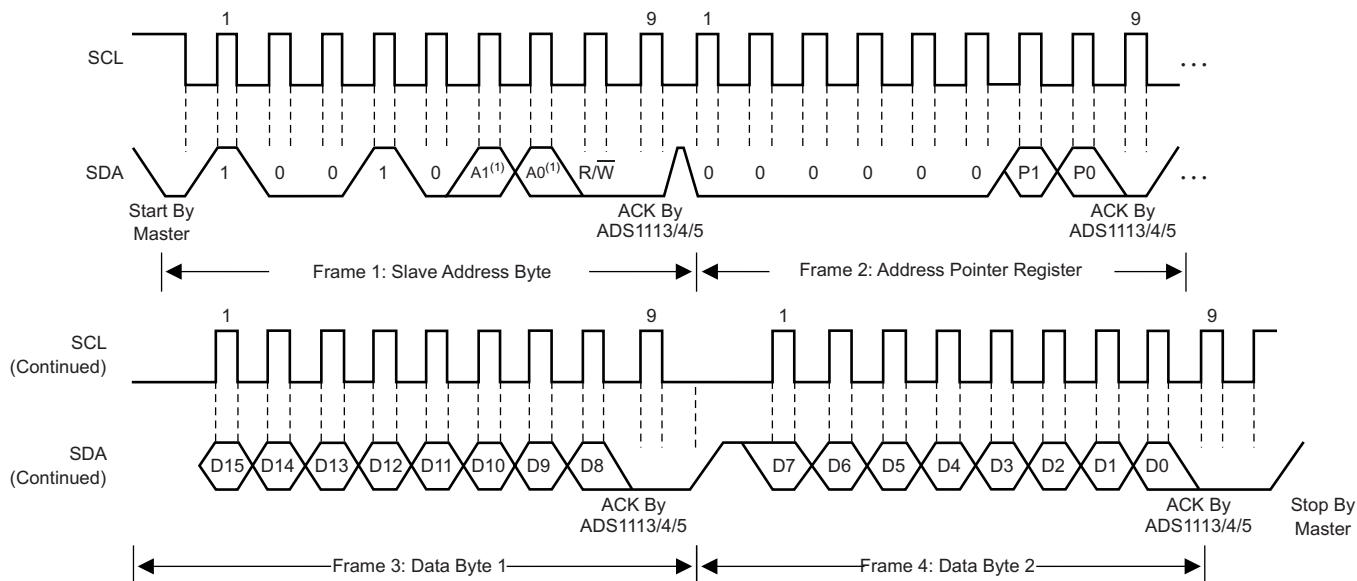 1 9 1 9
SCL ...
SDA 1 0 0 1 0 A1(1) A0(1) R/W̅ 0 0 0 0 0 0 P1 P0 ...
Start By Master
ACK By ADS1113/4/5
ACK By ADS1113/4/5
Frame 1: Slave Address Byte
Frame 2: Address Pointer Register
1 9 1 9
SCL (Continued)
SDA (Continued) D15 D14 D13 D12 D11 D10 D9 D8 D7 D6 D5 D4 D3 D2 D1 D0
ACK By ADS1113/4/5
ACK By ADS1113/4/5
Stop By Master
Frame 3: Data Byte 1
Frame 4: Data Byte 2